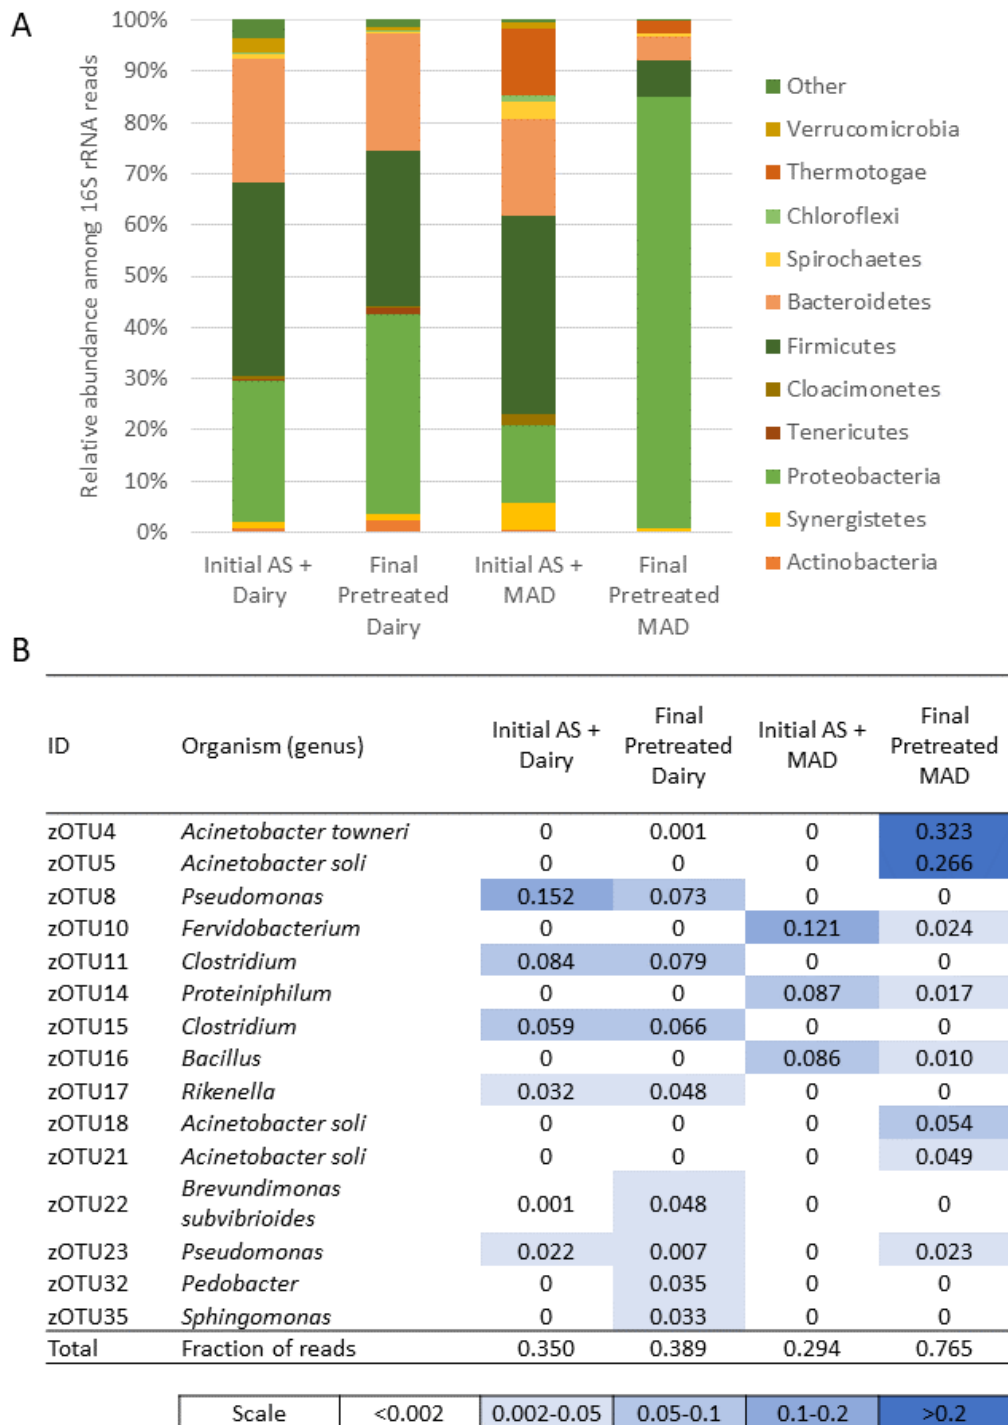 A
Relative abundance among 16S rRNA reads
100%
90%
80%
70%
60%
50%
40%
30%
20%
10%
0%
Initial AS + Dairy
Final Pretreated Dairy
Initial AS + MAD
Final Pretreated MAD
Other
Verrucomicrobia
Thermotogae
Chloroflexi
Spirochaetes
Bacteroidetes
Firmicutes
Cloacimonetes
Tenericutes
Proteobacteria
Synergistetes
Actinobacteria
B
ID Organism (genus) Initial AS + Dairy Final Pretreated Dairy Initial AS + MAD Final Pretreated MAD
zOTU4 Acinetobacter towneri 0 0.001 0 0.323
zOTU5 Acinetobacter soli 0 0 0 0.266
zOTU8 Pseudomonas 0.152 0.073 0 0
zOTU10 Fervidobacterium 0 0 0.121 0.024
zOTU11 Clostridium 0.084 0.079 0 0
zOTU14 Proteiniphilum 0 0 0.087 0.017
zOTU15 Clostridium 0.059 0.066 0 0
zOTU16 Bacillus 0 0 0.086 0.010
zOTU17 Rikenella 0.032 0.048 0 0
zOTU18 Acinetobacter soli 0 0 0 0.054
zOTU21 Acinetobacter soli 0 0 0 0.049
zOTU22 Brevundimonas subvibrioides 0.001 0.048 0 0
zOTU23 Pseudomonas 0.022 0.007 0 0.023
zOTU32 Pedobacter 0 0.035 0 0
zOTU35 Sphingomonas 0 0.033 0 0
Total Fraction of reads 0.350 0.389 0.294 0.765
Scale <0.002 0.002-0.05 0.05-0.1 0.1-0.2 >0.2